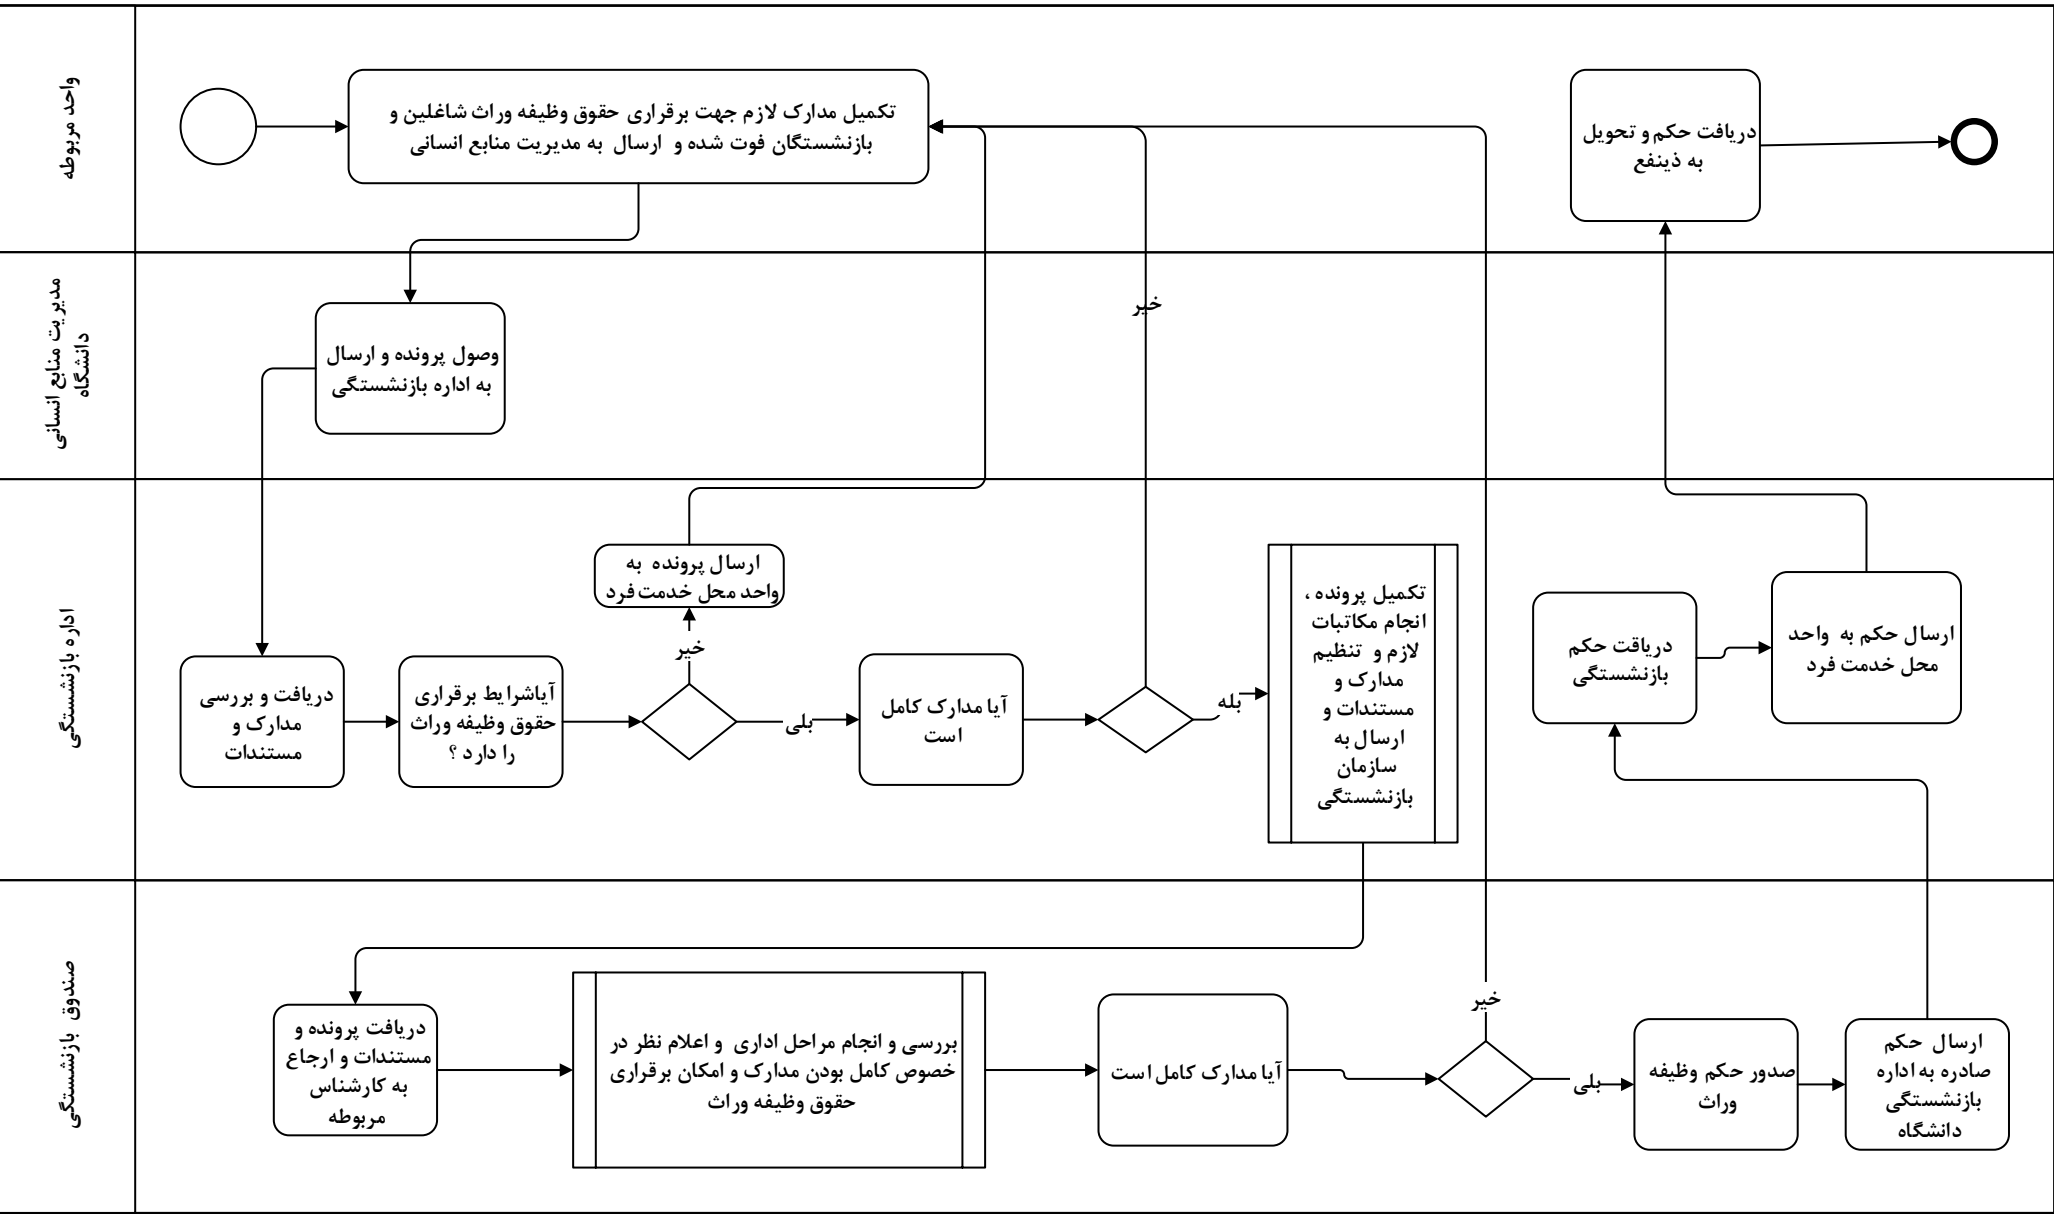 واحد مربوطه
تکمیل مدارک لازم جهت برقراری حقوق وظیفه وراث شاغلین و
بازنشستگان فوت شده و ارسال به مدیریت منابع انسانی
دریافت حکم و تحویل
به ذینفع
مدیریت منابع انسانی
دانشگاه
وصول پرونده و ارسال
به اداره بازنشستگی
خیر
اداره بازنشستگی
دریافت و بررسی
مدارک و
مستندات
آیاشرایط برقراری
حقوق وظیفه وراث
را دارد ؟
خیر
ارسال پرونده به
واحد محل خدمت فرد
بلی
آیا مدارک کامل
است
بله
تکمیل پرونده ،
انجام مکاتبات
لازم و تنظیم
مدارک و
مستندات و
ارسال به
سازمان
بازنشستگی
دریاقت حکم
بازنشستگی
ارسال حکم به واحد
محل خدمت فرد
صندوق بازنشستگی
دریافت پرونده و
مستندات و ارجاع
به کارشناس
مربوطه
بررسی و انجام مراحل اداری و اعلام نظر در
خصوص کامل بودن مدارک و امکان برقراری
حقوق وظیفه وراث
آیا مدارک کامل است
خیر
بلی
صدور حکم وظیفه
وراث
ارسال حکم
صادره به اداره
بازنشستگی
دانشگاه